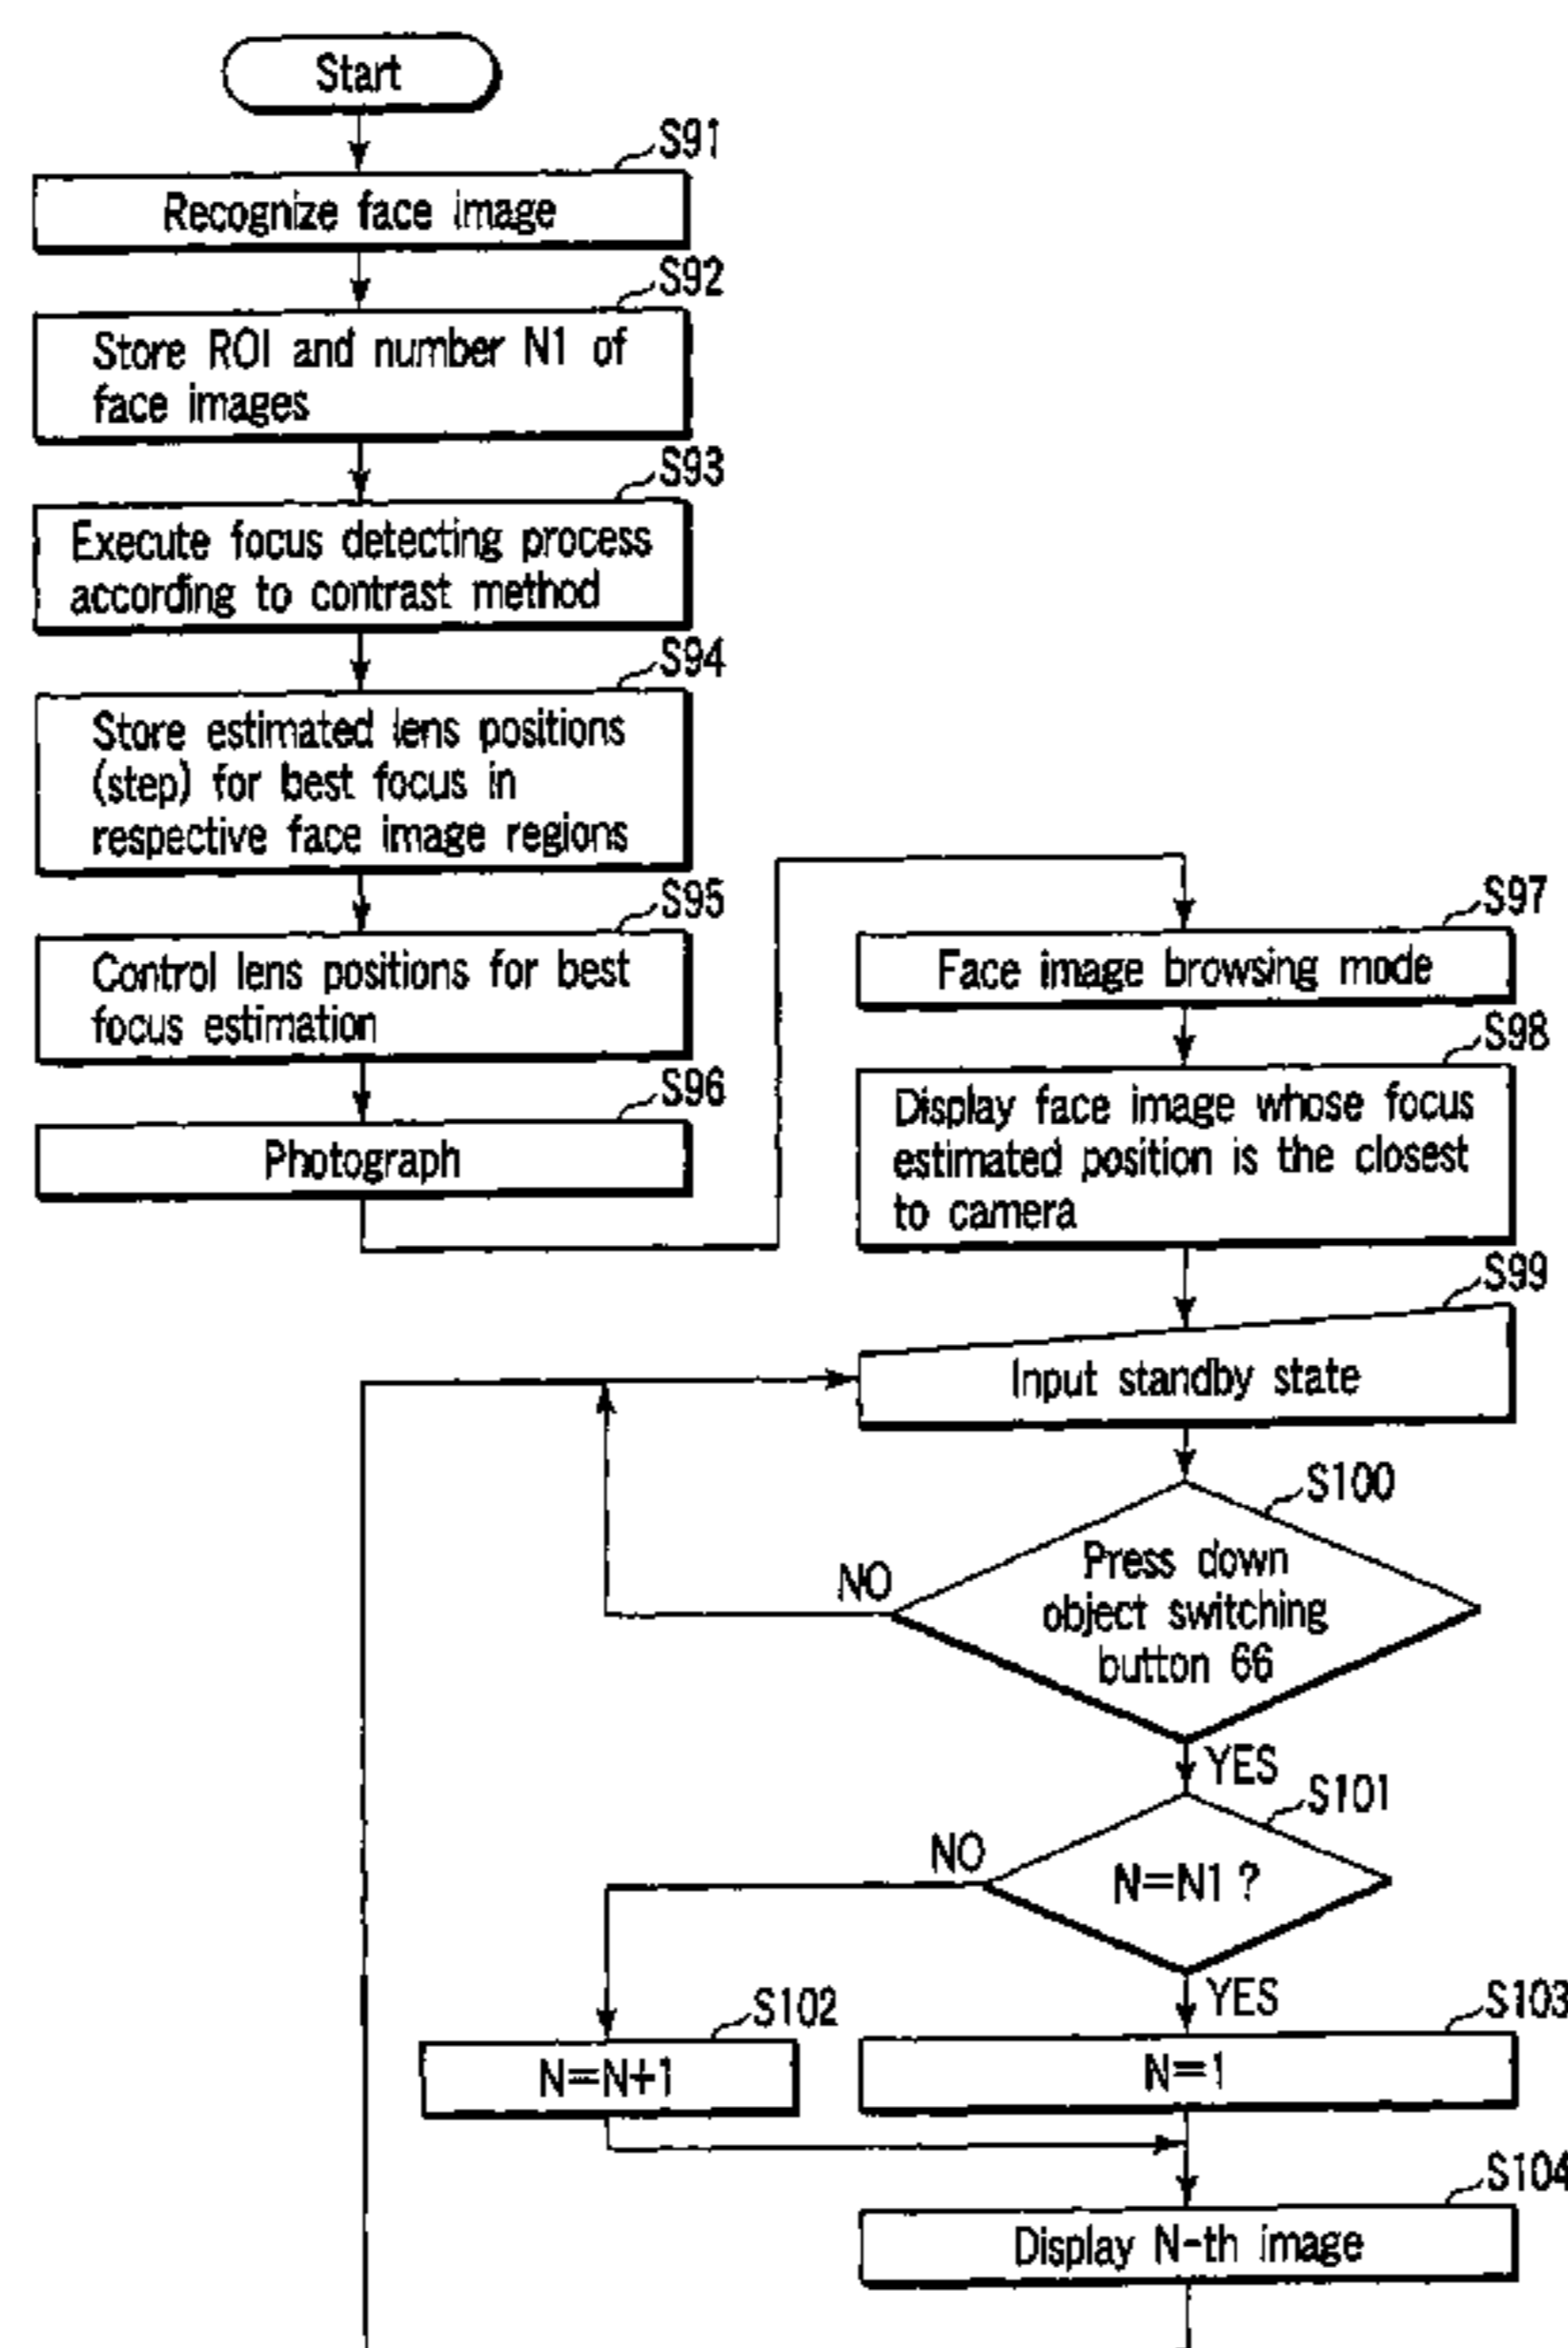 Start
S91
Recognize face image
S92
Store ROI and number N1 of
face images
S93
Execute focus detecting process
according to contrast method
S94
Store estimated lens positions
(step) for best focus in
respective face image regions
S95
Control lens positions for best
focus estimation
S96
Photograph
S97
Face image browsing mode
S98
Display face image whose focus
estimated position is the closest
to camera
S99
Input standby state
S100
Press down
object switching
button 66
NO
YES
S101
N=N1 ?
NO
YES
S102
N=N+1
S103
N=1
S104
Display N-th image